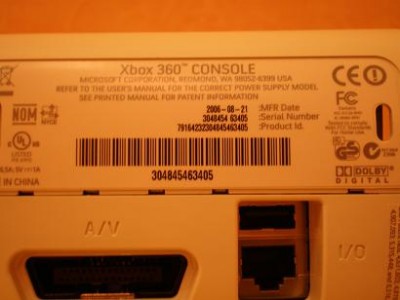 Xbox 360™ CONSOLE
MICROSOFT CORPORATION, REDMOND, WA 98052-6399 USA
REFER TO THE USER'S MANUAL FOR THE CORRECT POWER SUPPLY MODEL
SEE PRINTED MANUAL FOR PATENT INFORMATION
CE
FC
2006-08-21 :MFR Date
3048454 63405 :Serial Number
:Product Id.
NOM
UL
304845463405
IN CHINA
DOLBY
DIGITAL
A/V
I/O